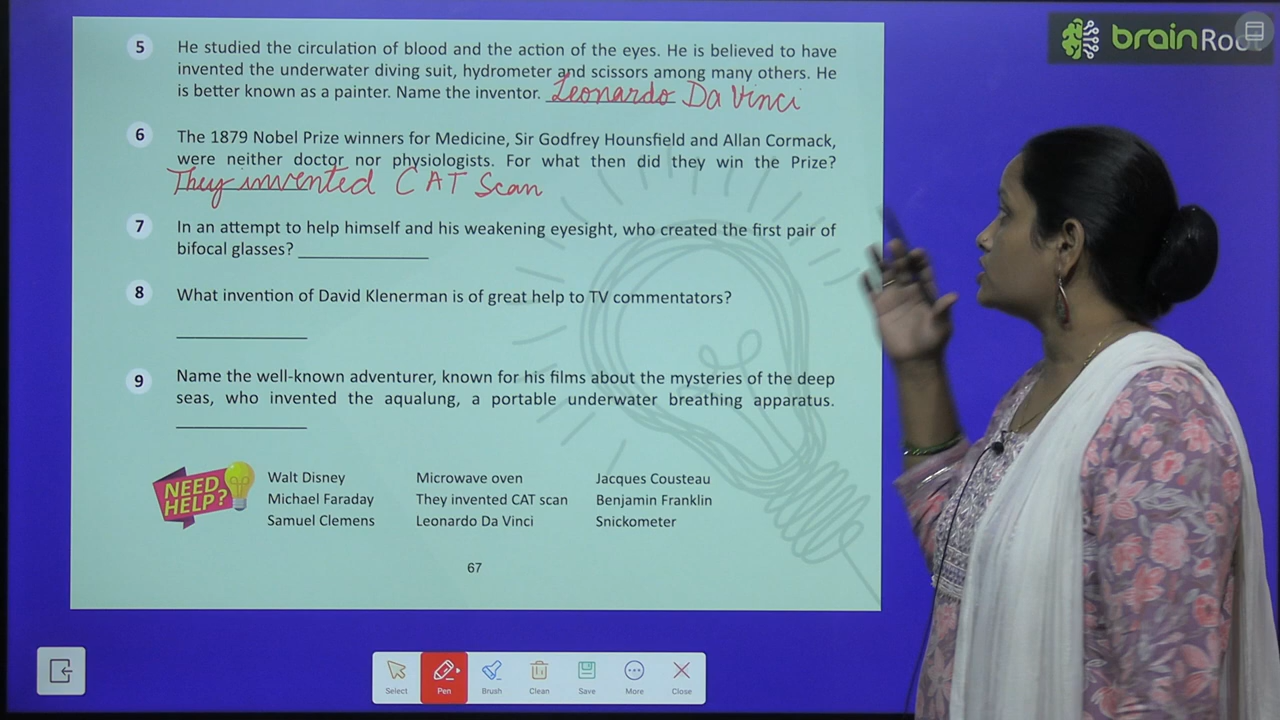 brainRoot
5 He studied the circulation of blood and the action of the eyes. He is believed to have
invented the underwater diving suit, hydrometer and scissors among many others. He
is better known as a painter. Name the inventor. Leonardo Da Vinci
6 The 1879 Nobel Prize winners for Medicine, Sir Godfrey Hounsfield and Allan Cormack,
were neither doctor nor physiologists. For what then did they win the Prize?
They invented CAT Scan
7 In an attempt to help himself and his weakening eyesight, who created the first pair of
bifocal glasses?
8 What invention of David Klenerman is of great help to TV commentators?
9 Name the well-known adventurer, known for his films about the mysteries of the deep
seas, who invented the aqualung, a portable underwater breathing apparatus.
NEED HELP?
Walt Disney Microwave oven Jacques Cousteau
Michael Faraday They invented CAT scan Benjamin Franklin
Samuel Clemens Leonardo Da Vinci Snickometer
67
Select Pen Brush Clean Save More Close